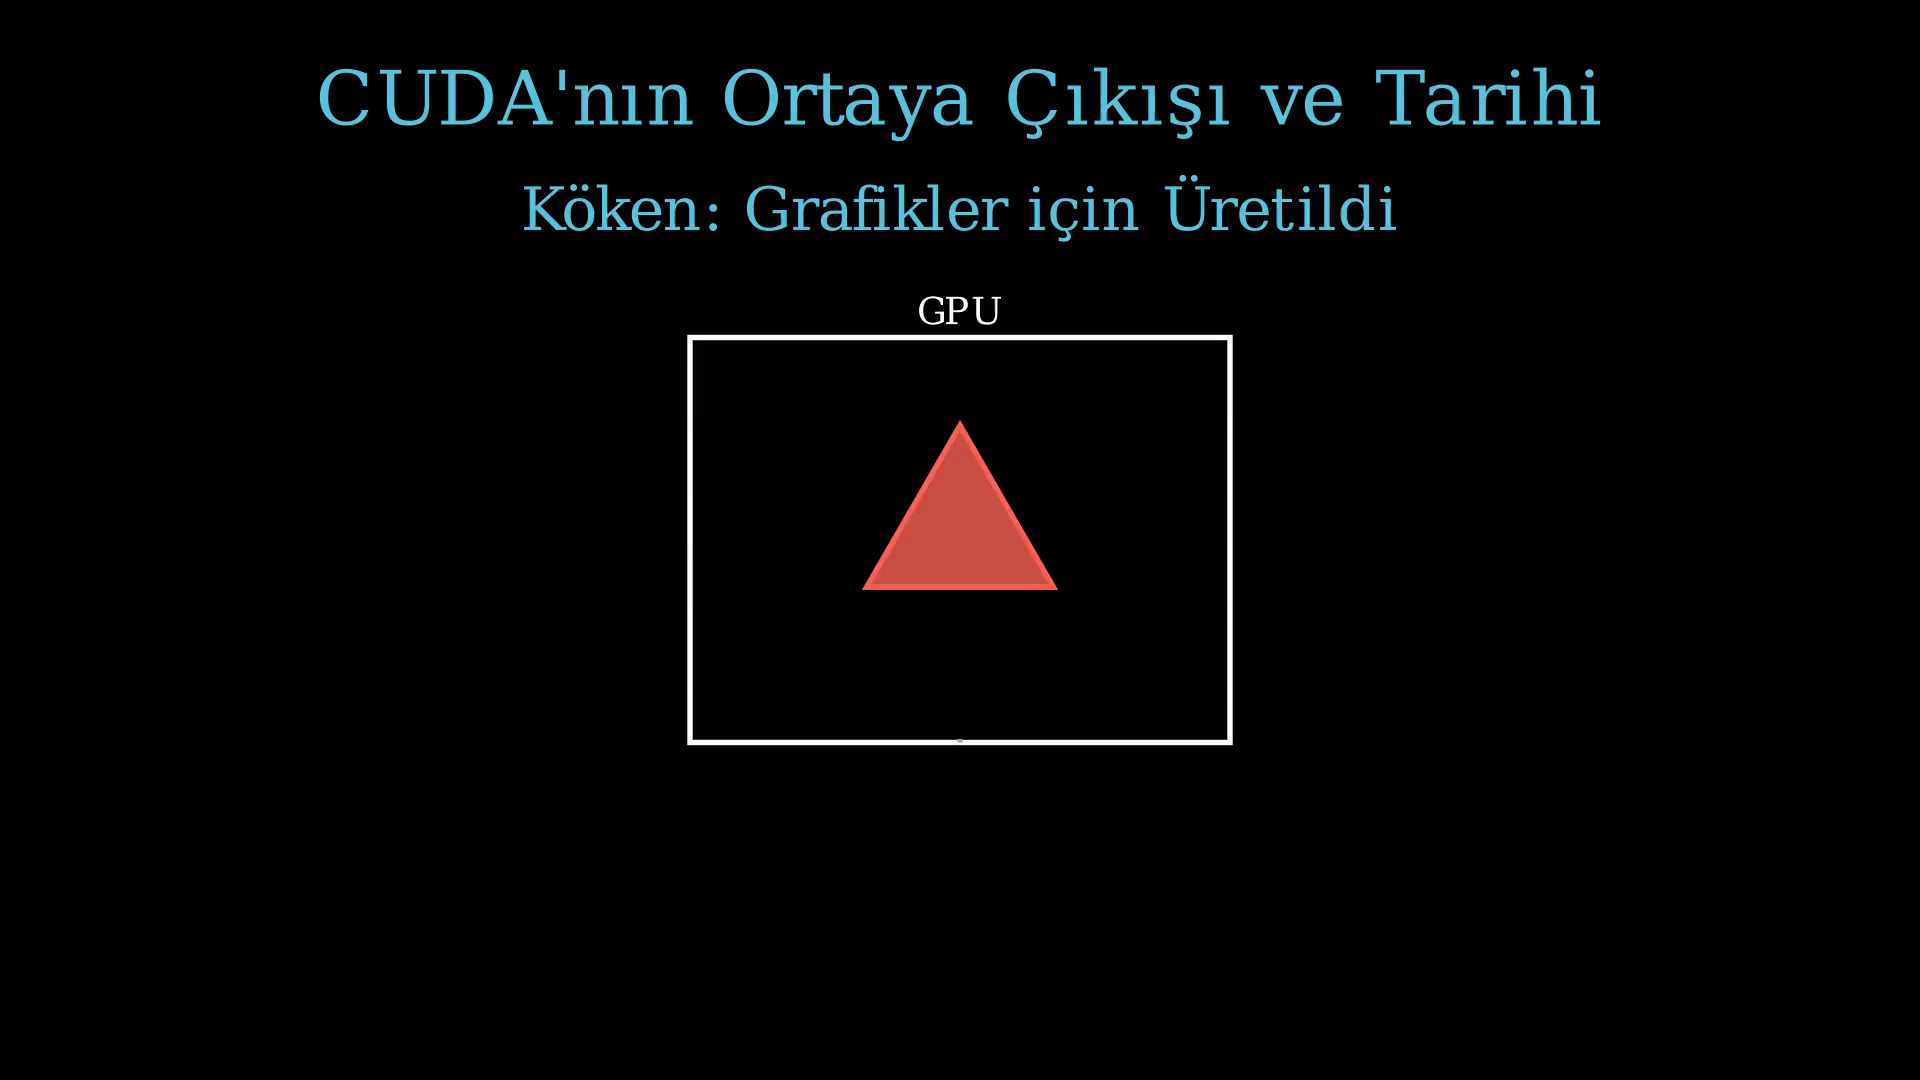 CUDA'nın Ortaya Çıkışı ve Tarihi
Köken: Grafikler için Üretildi
GPU